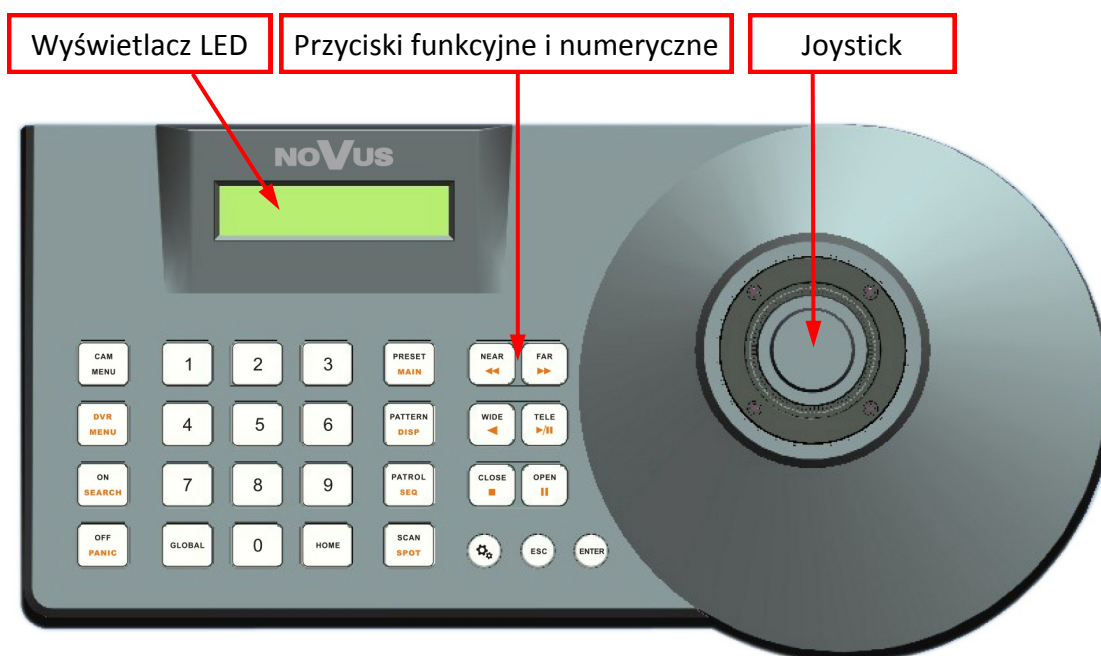 Wyświetlacz LED
Przyciski funkcyjne i numeryczne
Joystick
NOVUS
CAM MENU
1
2
3
PRESET MAIN
NEAR
FAR
DVR MENU
4
5
6
PATTERN DISP
WIDE
TELE
ON SEARCH
7
8
9
PATROL SEQ
CLOSE
OPEN
OFF PANIC
GLOBAL
0
HOME
SCAN SPOT
ESC
ENTER